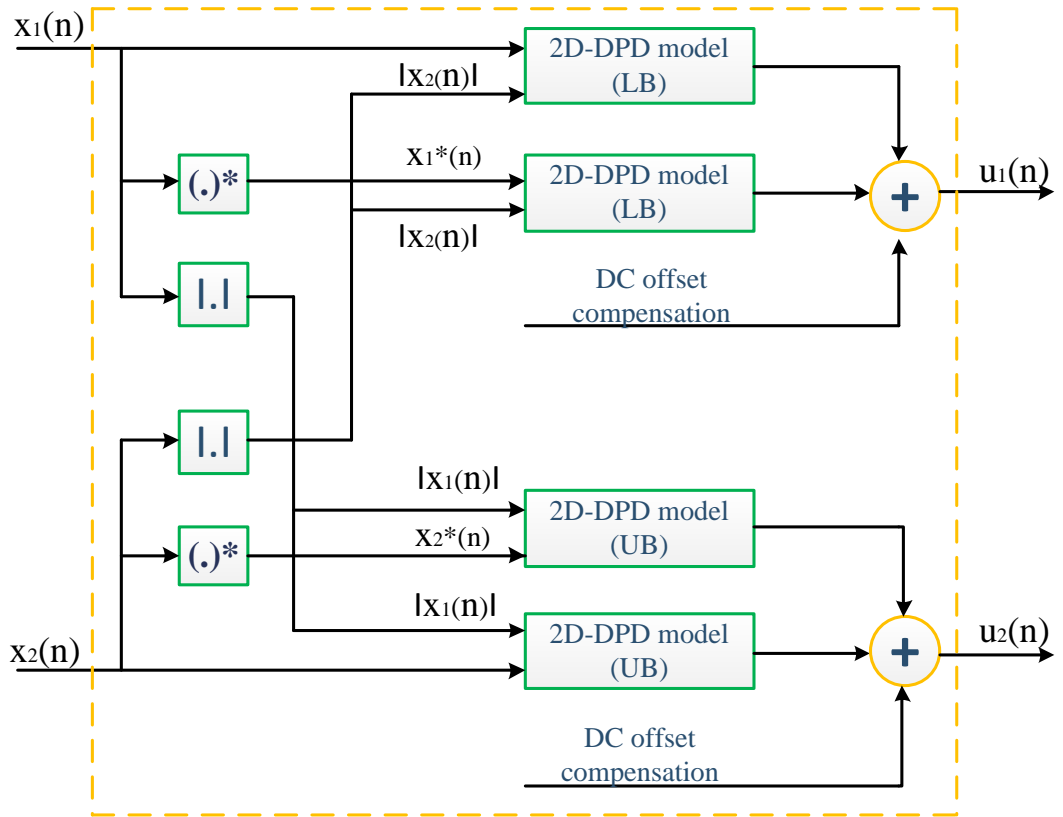 x₁(n)
2D-DPD model
(LB)
|x₂(n)|
x₁*(n)
(.)*
2D-DPD model
(LB)
u₁(n)
+
|x₂(n)|
|.|
DC offset
compensation
|.|
|x₁(n)|
2D-DPD model
(UB)
x₂*(n)
(.)*
|x₁(n)|
2D-DPD model
(UB)
x₂(n)
+
u₂(n)
DC offset
compensation